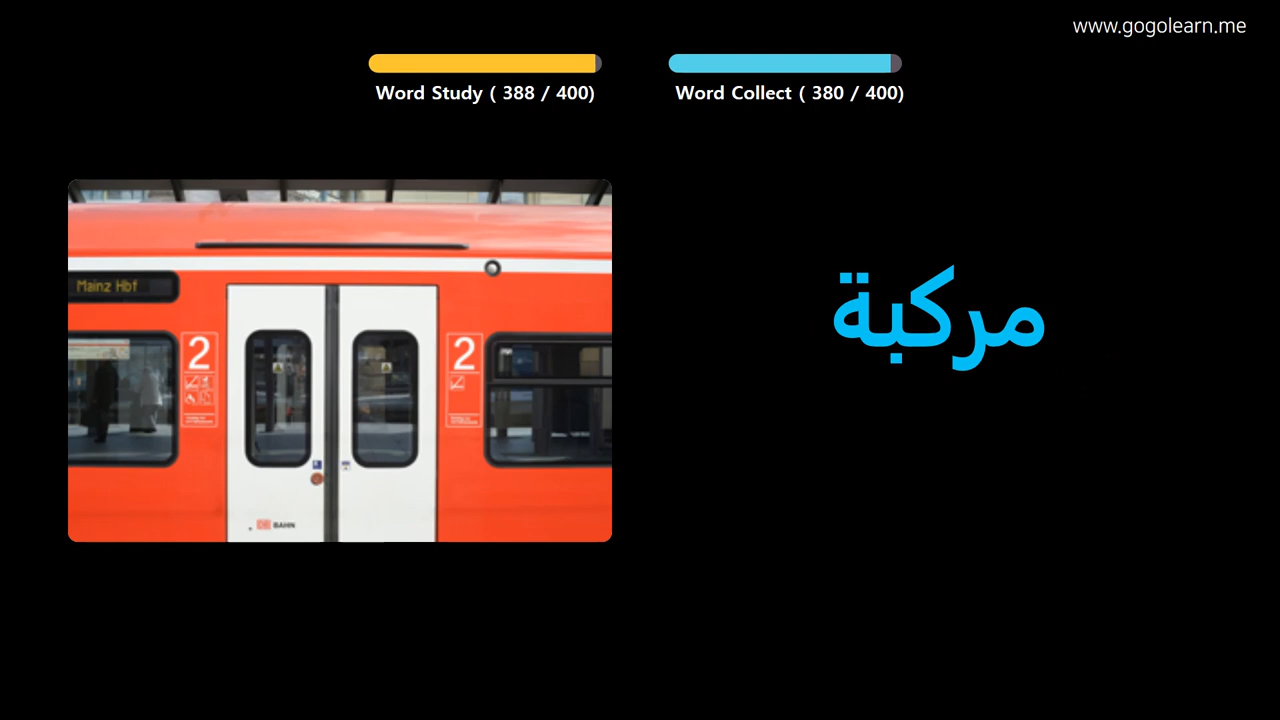 www.gogolearn.me
Word Study ( 388 / 400)
Word Collect ( 380 / 400)
مركبة
Mainz Hbf
2
2
DB BAHN